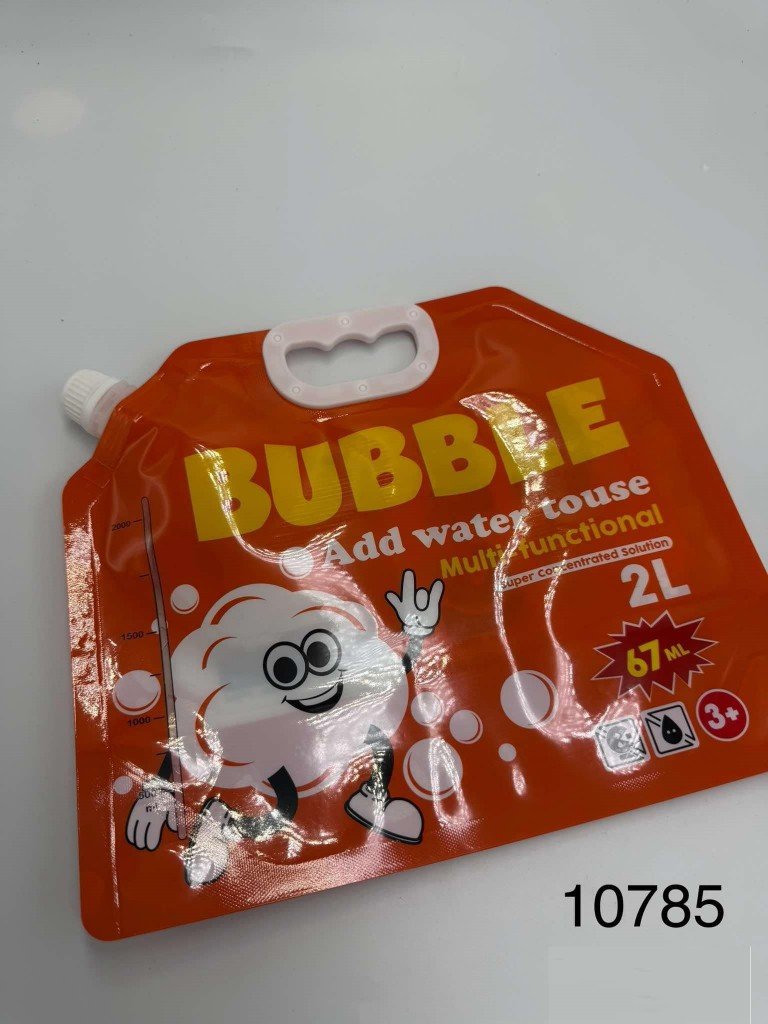 BUBBLE
Add water touse
Multi-functional
Super Concentrated Solution
2L
67 ML
3+
2000
1500
1000
10785